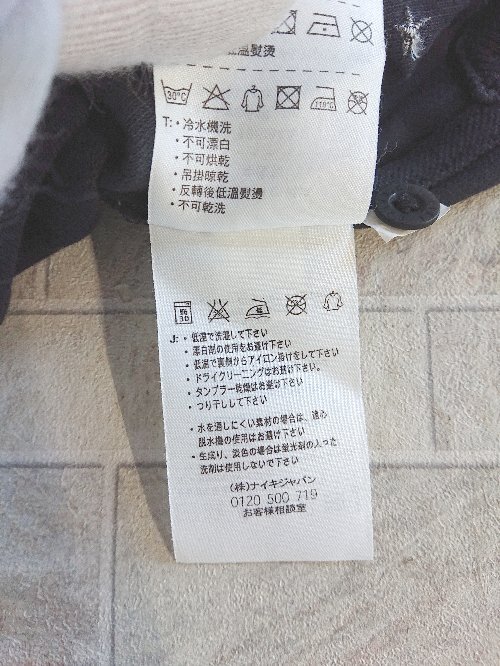 低溫熨燙
30°C 110°C
T:・冷水機洗
・不可漂白
・不可烘乾
・吊掛晾乾
・反轉後低溫熨燙
・不可乾洗
J:・低温で洗濯して下さい
・漂白剤の使用をお避け下さい
・低温で裏側からアイロン掛けをして下さい
・ドライクリーニングはお避け下さい。
・タンブラー乾燥はお避け下さい
・つり干しして下さい
・水を通しにくい素材の場合は、遠心
脱水機の使用はお避け下さい
・生成り、淡色の場合は蛍光剤の入った
洗剤は使用しないで下さい
(株)ナイキジャパン
0120 500 719
お客様相談室